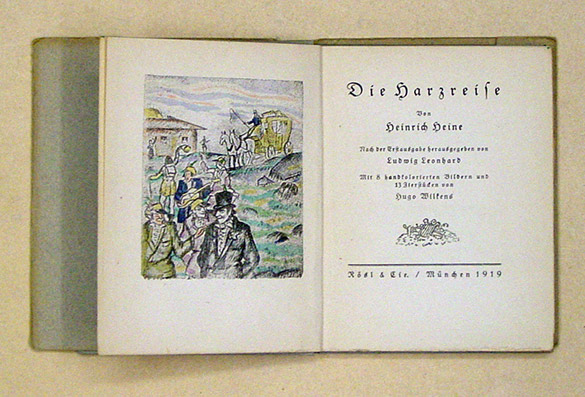 Die Harzreise
Von
Heinrich Heine
Nach der Erstausgabe herausgegeben von
Ludwig Leonhard
Mit 8 handkolorierten Bildern und
13 Zierstücken von
Hugo Wilkens
Rösl & Cie. / München 1919